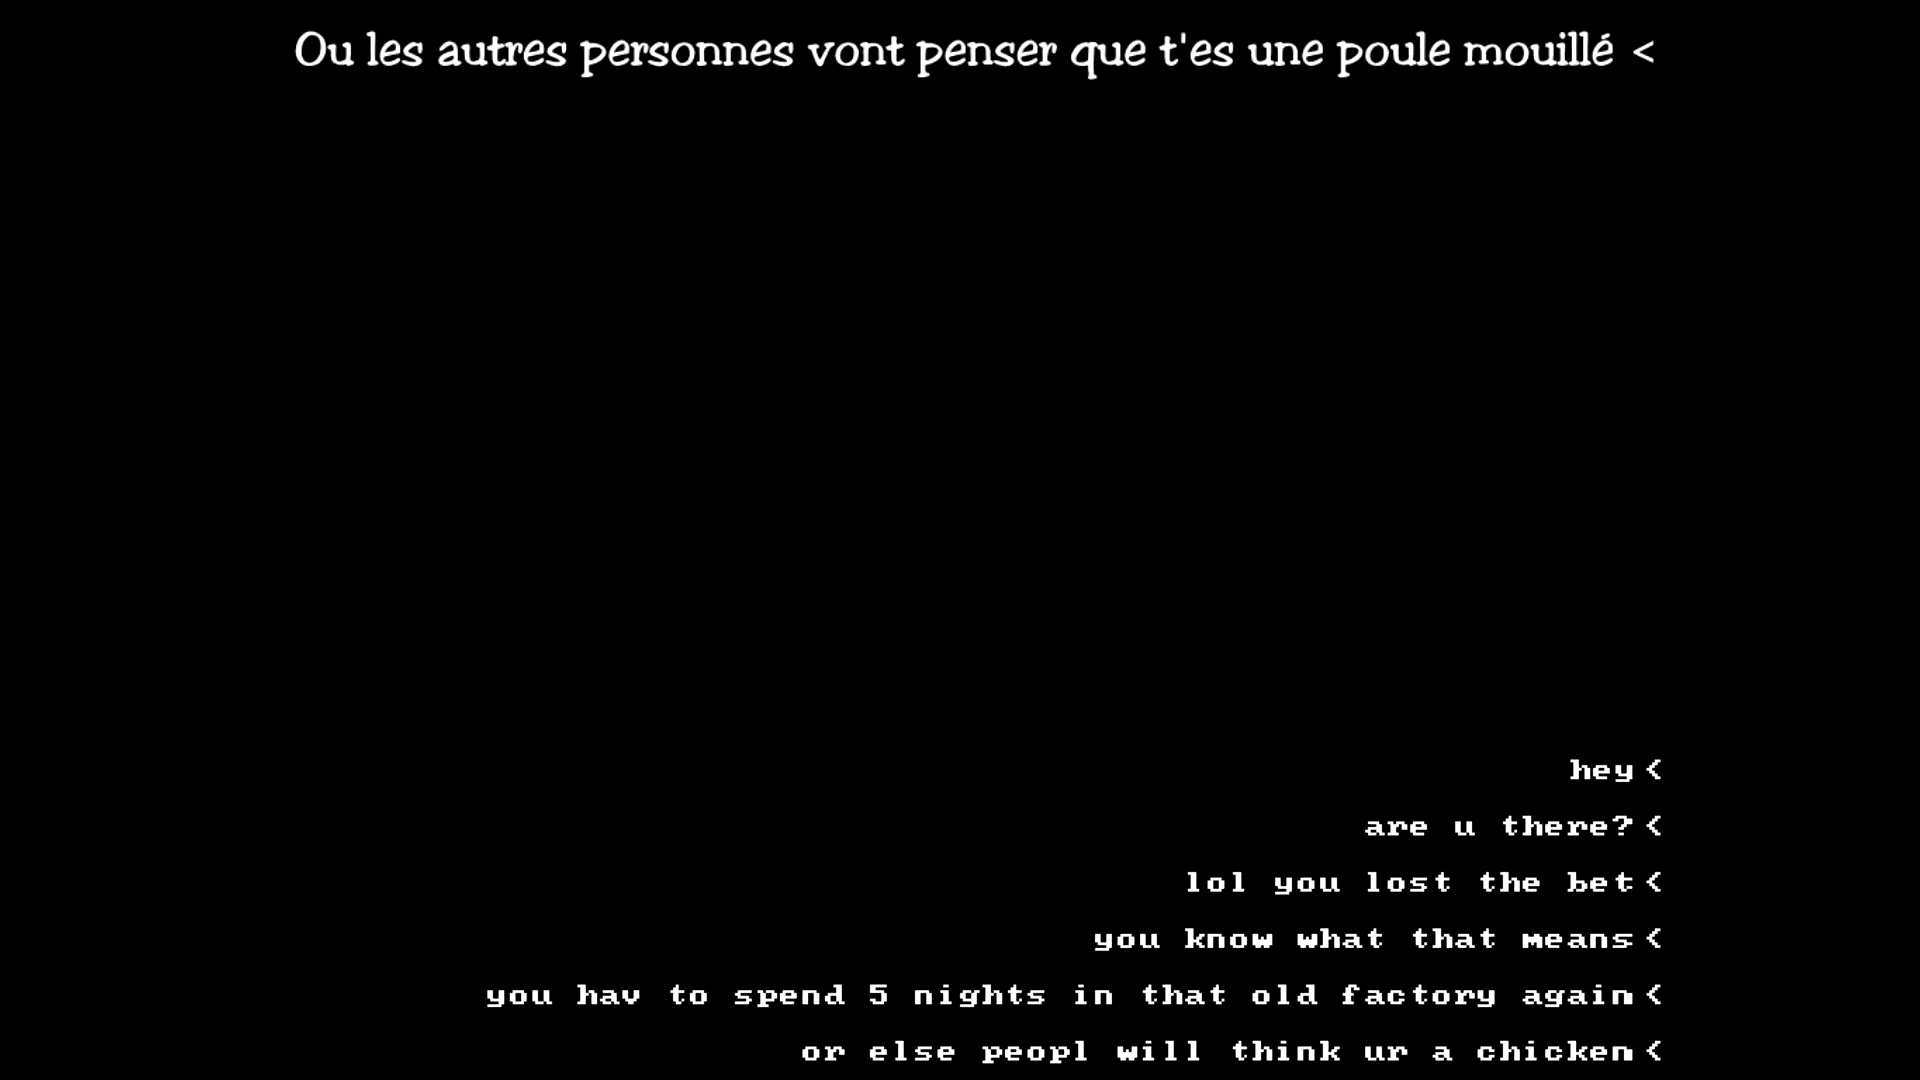 Ou les autres personnes vont penser que t'es une poule mouillé <
hey <
are u there? <
lol you lost the bet <
you know what that means <
you hav to spend 5 nights in that old factory again <
or else peopl will think ur a chicken <